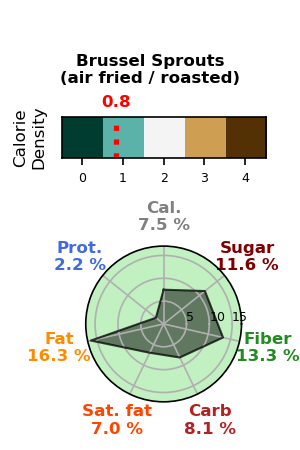 Brussel Sprouts
(air fried / roasted)
0.8
Calorie
Density
0 1 2 3 4
Cal.
7.5 %
Prot.
2.2 %
Sugar
11.6 %
5 10 15
Fat
16.3 %
Fiber
13.3 %
Sat. fat
7.0 %
Carb
8.1 %